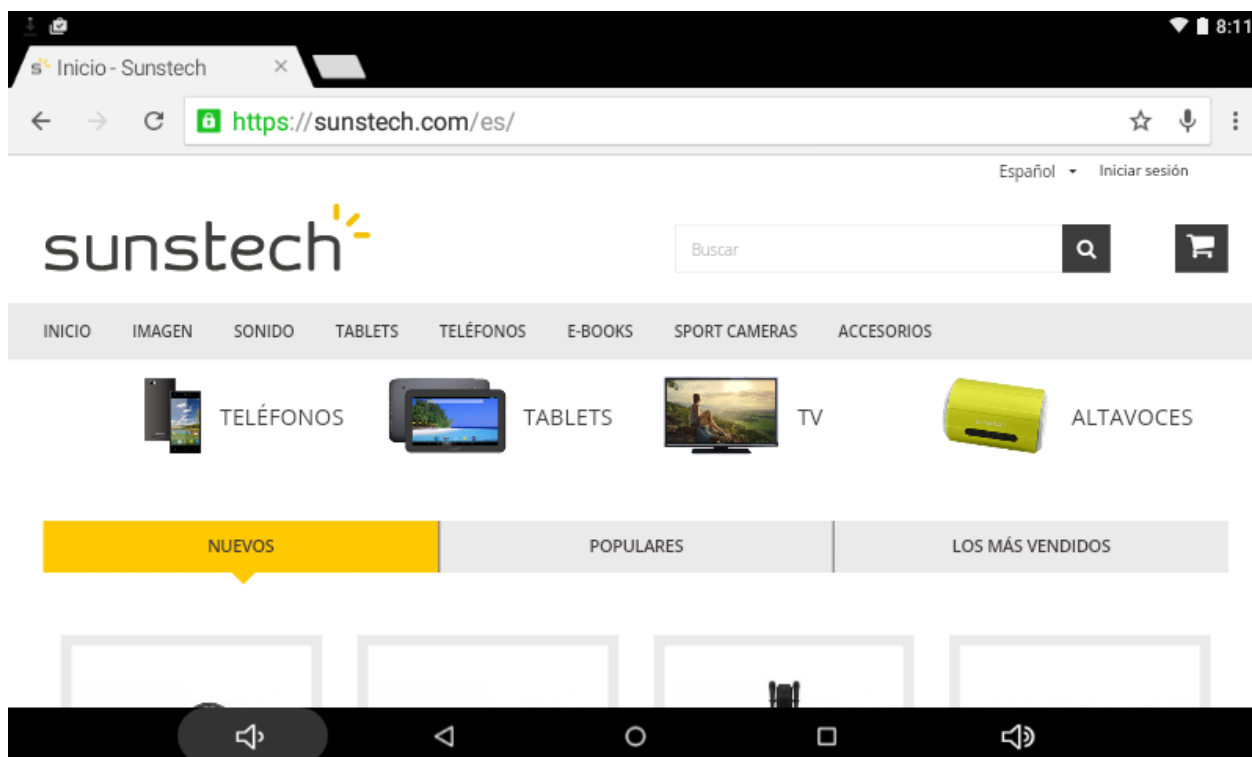 8:11
Inicio - Sunstech
https://sunstech.com/es/
Español Iniciar sesión
sunstech
Buscar
INICIO IMAGEN SONIDO TABLETS TELÉFONOS E-BOOKS SPORT CAMERAS ACCESORIOS
TELÉFONOS TABLETS TV ALTAVOCES
NUEVOS POPULARES LOS MÁS VENDIDOS